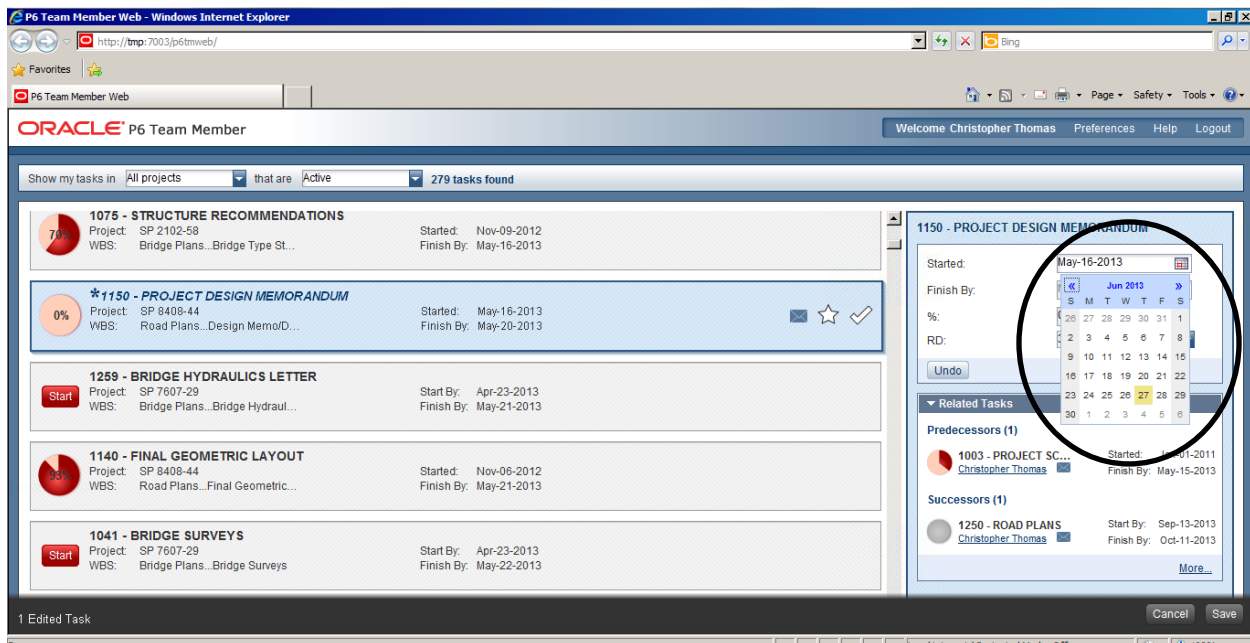 P6 Team Member Web - Windows Internet Explorer
http://tmp:7003/p6tmweb/
Bing
Favorites
P6 Team Member Web
Page Safety Tools
ORACLE P6 Team Member
Welcome Christopher Thomas Preferences Help Logout
Show my tasks in All projects that are Active 279 tasks found
1075 - STRUCTURE RECOMMENDATIONS
70%
Project: SP 2102-58 Started: Nov-09-2012
WBS: Bridge Plans...Bridge Type St... Finish By: May-16-2013
*1150 - PROJECT DESIGN MEMORANDUM
0%
Project: SP 8408-44 Started: May-16-2013
WBS: Road Plans...Design Memo/D... Finish By: May-20-2013
1259 - BRIDGE HYDRAULICS LETTER
Start
Project: SP 7607-29 Start By: Apr-23-2013
WBS: Bridge Plans...Bridge Hydraul... Finish By: May-21-2013
1140 - FINAL GEOMETRIC LAYOUT
93%
Project: SP 8408-44 Started: Nov-06-2012
WBS: Road Plans...Final Geometric... Finish By: May-21-2013
1041 - BRIDGE SURVEYS
Start
Project: SP 7607-29 Start By: Apr-23-2013
WBS: Bridge Plans...Bridge Surveys Finish By: May-22-2013
1150 - PROJECT DESIGN MEMORANDUM
Started: May-16-2013
Finish By:
%:
RD:
« Jun 2013 »
S M T W T F S
26 27 28 29 30 31 1
2 3 4 5 6 7 8
9 10 11 12 13 14 15
16 17 18 19 20 21 22
23 24 25 26 27 28 29
30 1 2 3 4 5 6
Undo
Related Tasks
Predecessors (1)
1003 - PROJECT SC... Started: 01-2011
Christopher Thomas Finish By: May-15-2013
Successors (1)
1250 - ROAD PLANS Start By: Sep-13-2013
Christopher Thomas Finish By: Oct-11-2013
More...
1 Edited Task
Cancel Save